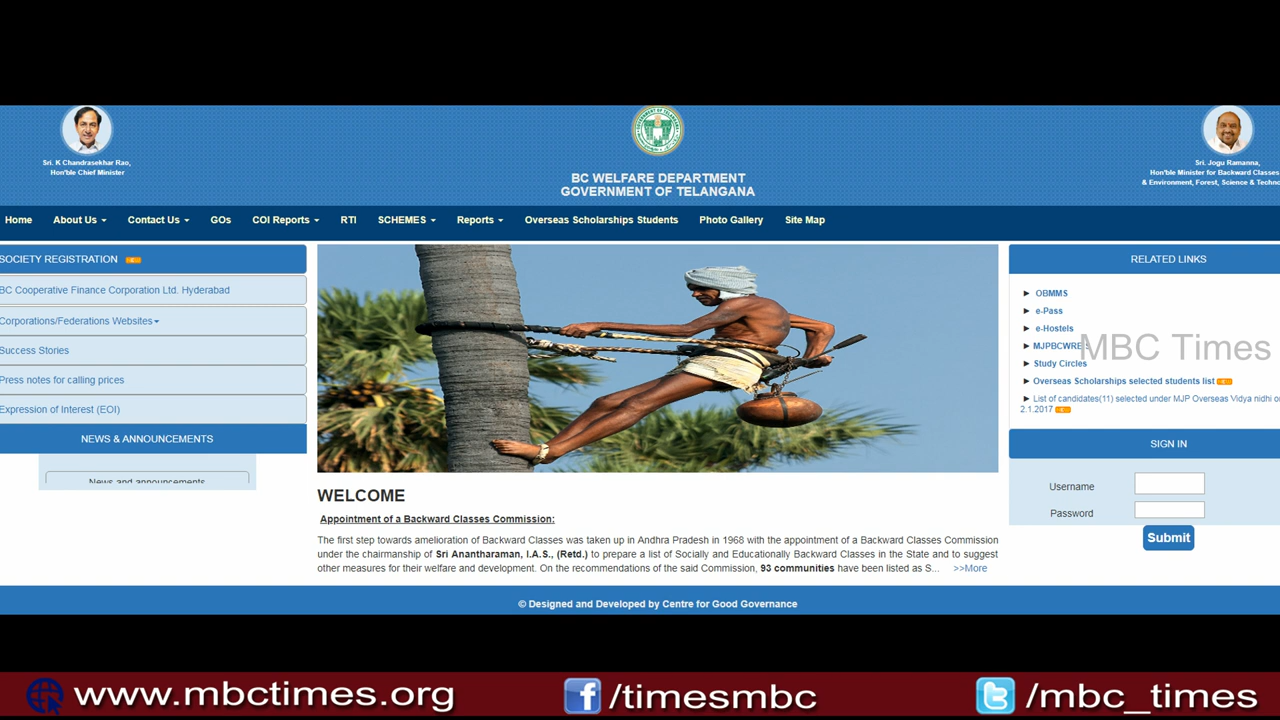 Sri. K Chandrasekhar Rao,
Hon'ble Chief Minister
BC WELFARE DEPARTMENT
GOVERNMENT OF TELANGANA
Sri. Jogu Ramanna,
Hon'ble Minister for Backward Classes
& Environment, Forest, Science & Techno
Home About Us Contact Us GOs COI Reports RTI SCHEMES Reports Overseas Scholarships Students Photo Gallery Site Map
SOCIETY REGISTRATION
BC Cooperative Finance Corporation Ltd. Hyderabad
Corporations/Federations Websites
Success Stories
Press notes for calling prices
Expression of Interest (EOI)
NEWS & ANNOUNCEMENTS
News and announcements
WELCOME
Appointment of a Backward Classes Commission:
The first step towards amelioration of Backward Classes was taken up in Andhra Pradesh in 1968 with the appointment of a Backward Classes Commission
under the chairmanship of Sri Anantharaman, I.A.S., (Retd.) to prepare a list of Socially and Educationally Backward Classes in the State and to suggest
other measures for their welfare and development. On the recommendations of the said Commission, 93 communities have been listed as S... >>More
RELATED LINKS
OBMMS
e-Pass
e-Hostels
MJPBCWREIS
MBC Times
Study Circles
Overseas Scholarships selected students list
List of candidates(11) selected under MJP Overseas Vidya nidhi on
2.1.2017
SIGN IN
Username
Password
Submit
© Designed and Developed by Centre for Good Governance
www.mbctimes.org /timesmbc /mbc_times